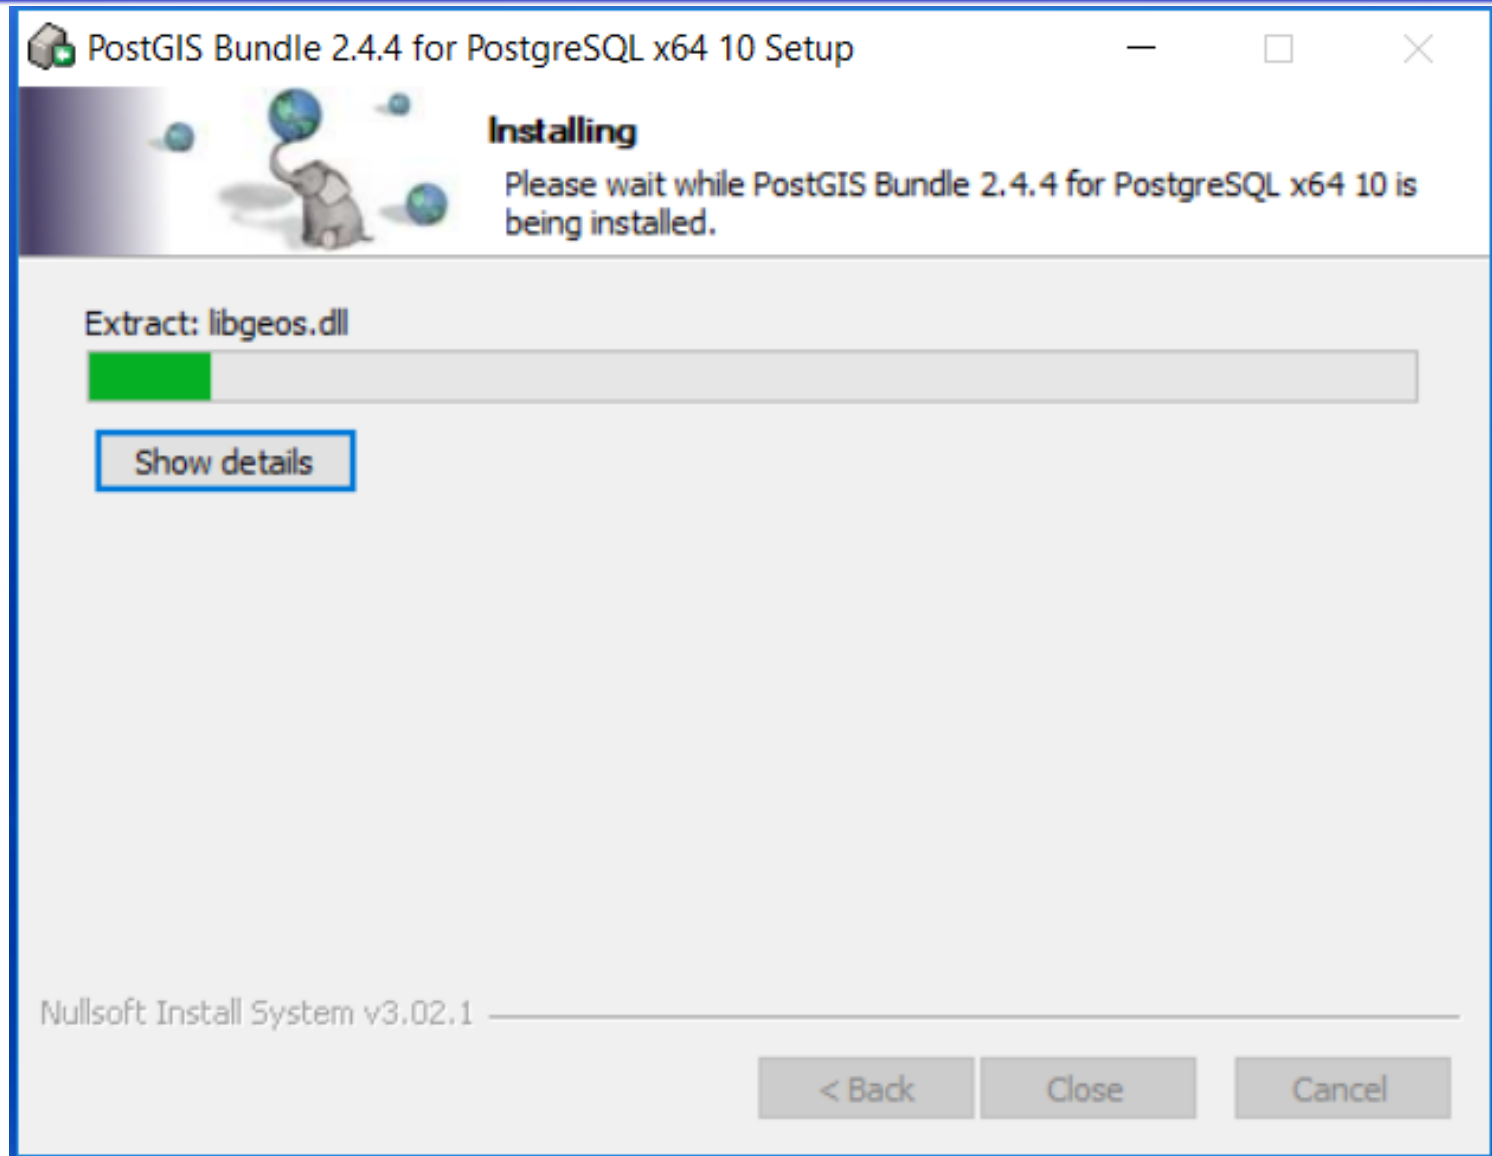 PostGIS Bundle 2.4.4 for PostgreSQL x64 10 Setup
Installing
Please wait while PostGIS Bundle 2.4.4 for PostgreSQL x64 10 is
being installed.
Extract: libgeos.dll
Show details
Nullsoft Install System v3.02.1
< Back
Close
Cancel